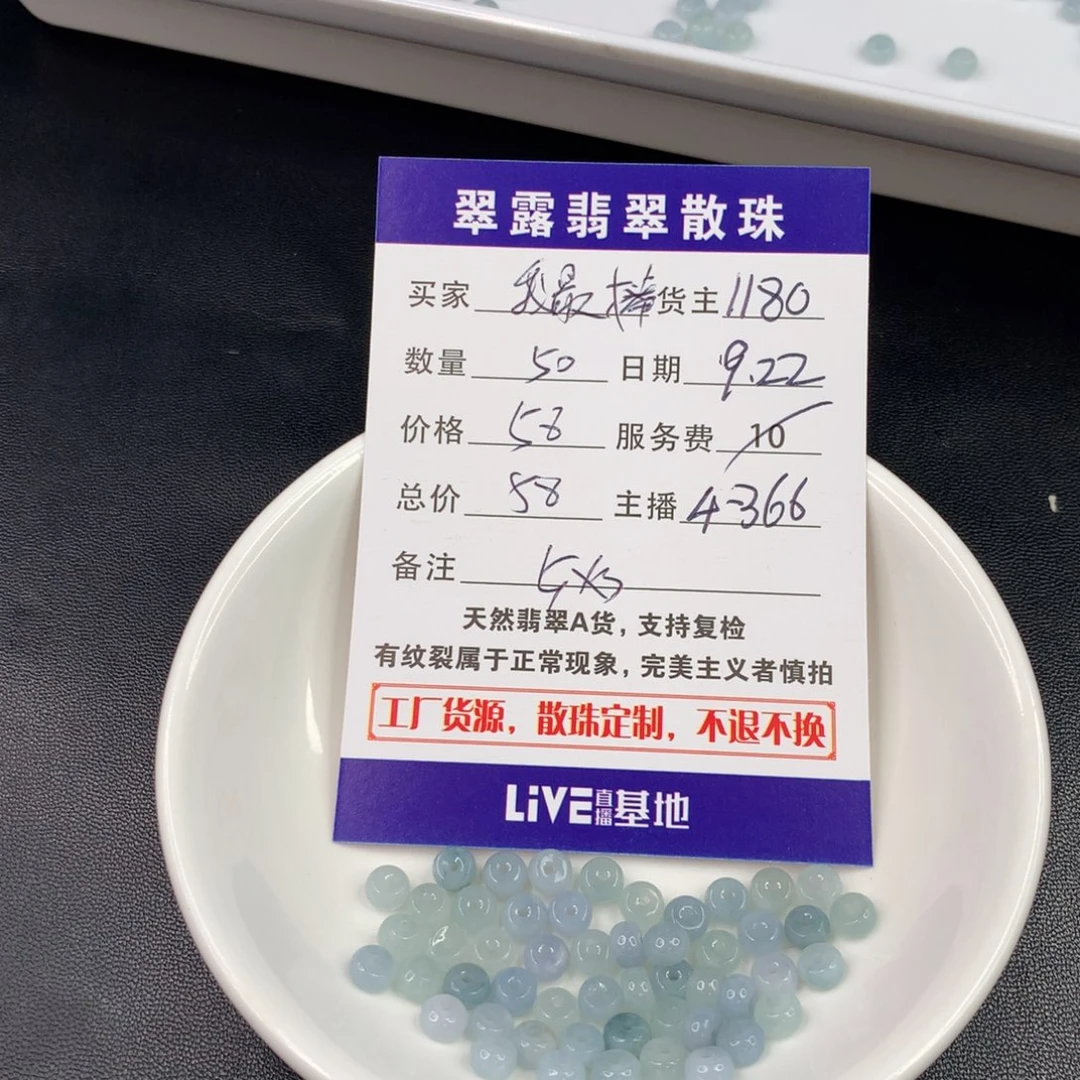 翠露翡翠散珠
买家 我最棒 货主 1180
数量 50 日期 9.22
价格 58 服务费 10
总价 58 主播 4-366
备注
天然翡翠A货，支持复检
有纹裂属于正常现象，完美主义者慎拍
工厂货源，散珠定制，不退不换
LiVE直播基地